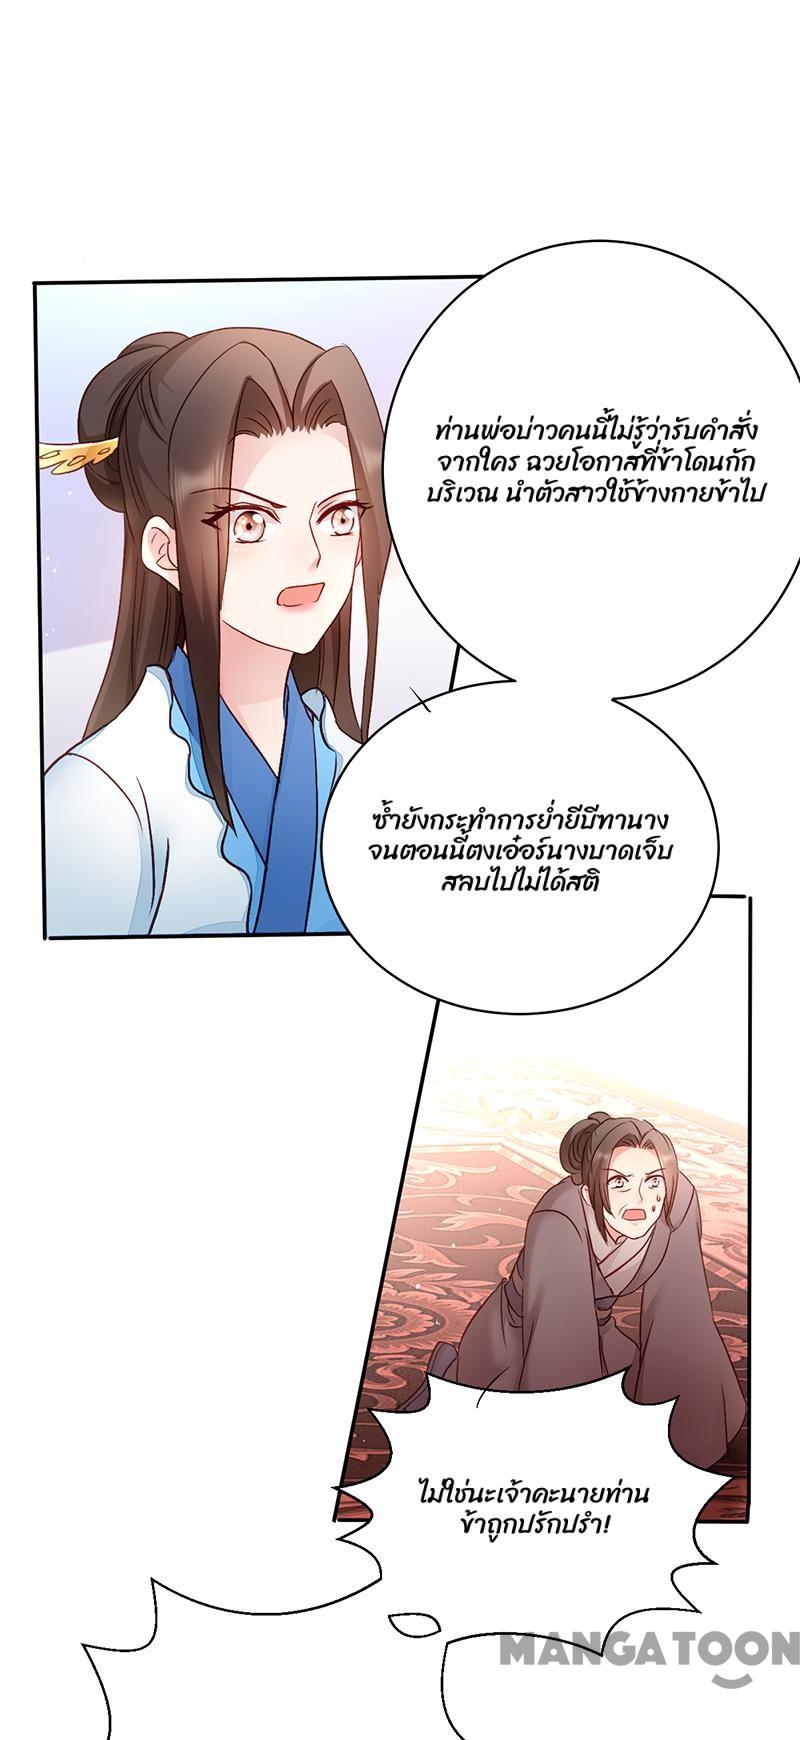 ท่านพ่อบ่าวคนนี้ไม่รู้ว่ารับคำสั่ง
จากใคร ฉวยโอกาสที่ข้าโดนกัก
บริเวณ นำตัวสาวใช้ข้างกายข้าไป
ซ้ำยังกระทำการย่ำยีบีฑานาง
จนตอนนี้ตงเอ๋อร์นางบาดเจ็บ
สลบไปไม่ได้สติ
ไม่ใช่นะเจ้าคะนายท่าน
ข้าถูกปรักปรำ!
MANGATOON